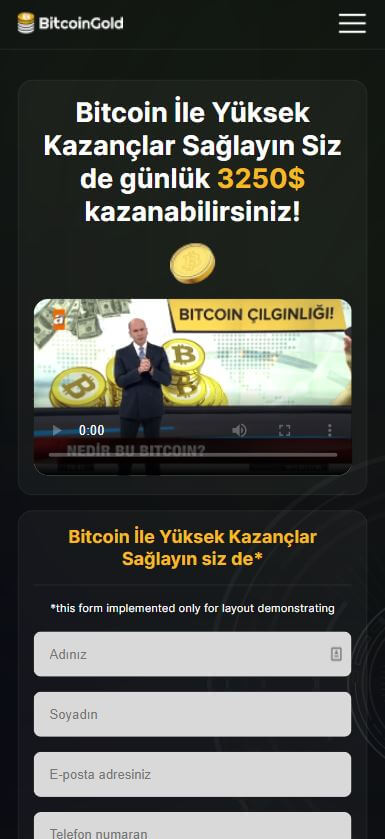 BitcoinGold
Bitcoin İle Yüksek
Kazançlar Sağlayın Siz
de günlük 3250$
kazanabilirsiniz!
a
BITCOIN ÇILGINLIĞI!
0:00
NEDİR BU BITCOIN?
Bitcoin İle Yüksek Kazançlar
Sağlayın siz de*
*this form implemented only for layout demonstrating
Adınız
Soyadın
E-posta adresiniz
Telefon numaran